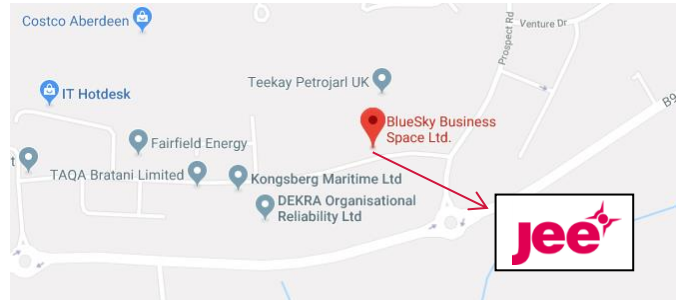 Costco Aberdeen
Prospect Rd
Venture Dr
Teekay Petrojarl UK
IT Hotdesk
B9
BlueSky Business
Space Ltd.
Fairfield Energy
t
TAQA Bratani Limited
Kongsberg Maritime Ltd
DEKRA Organisational
Reliability Ltd
Jee